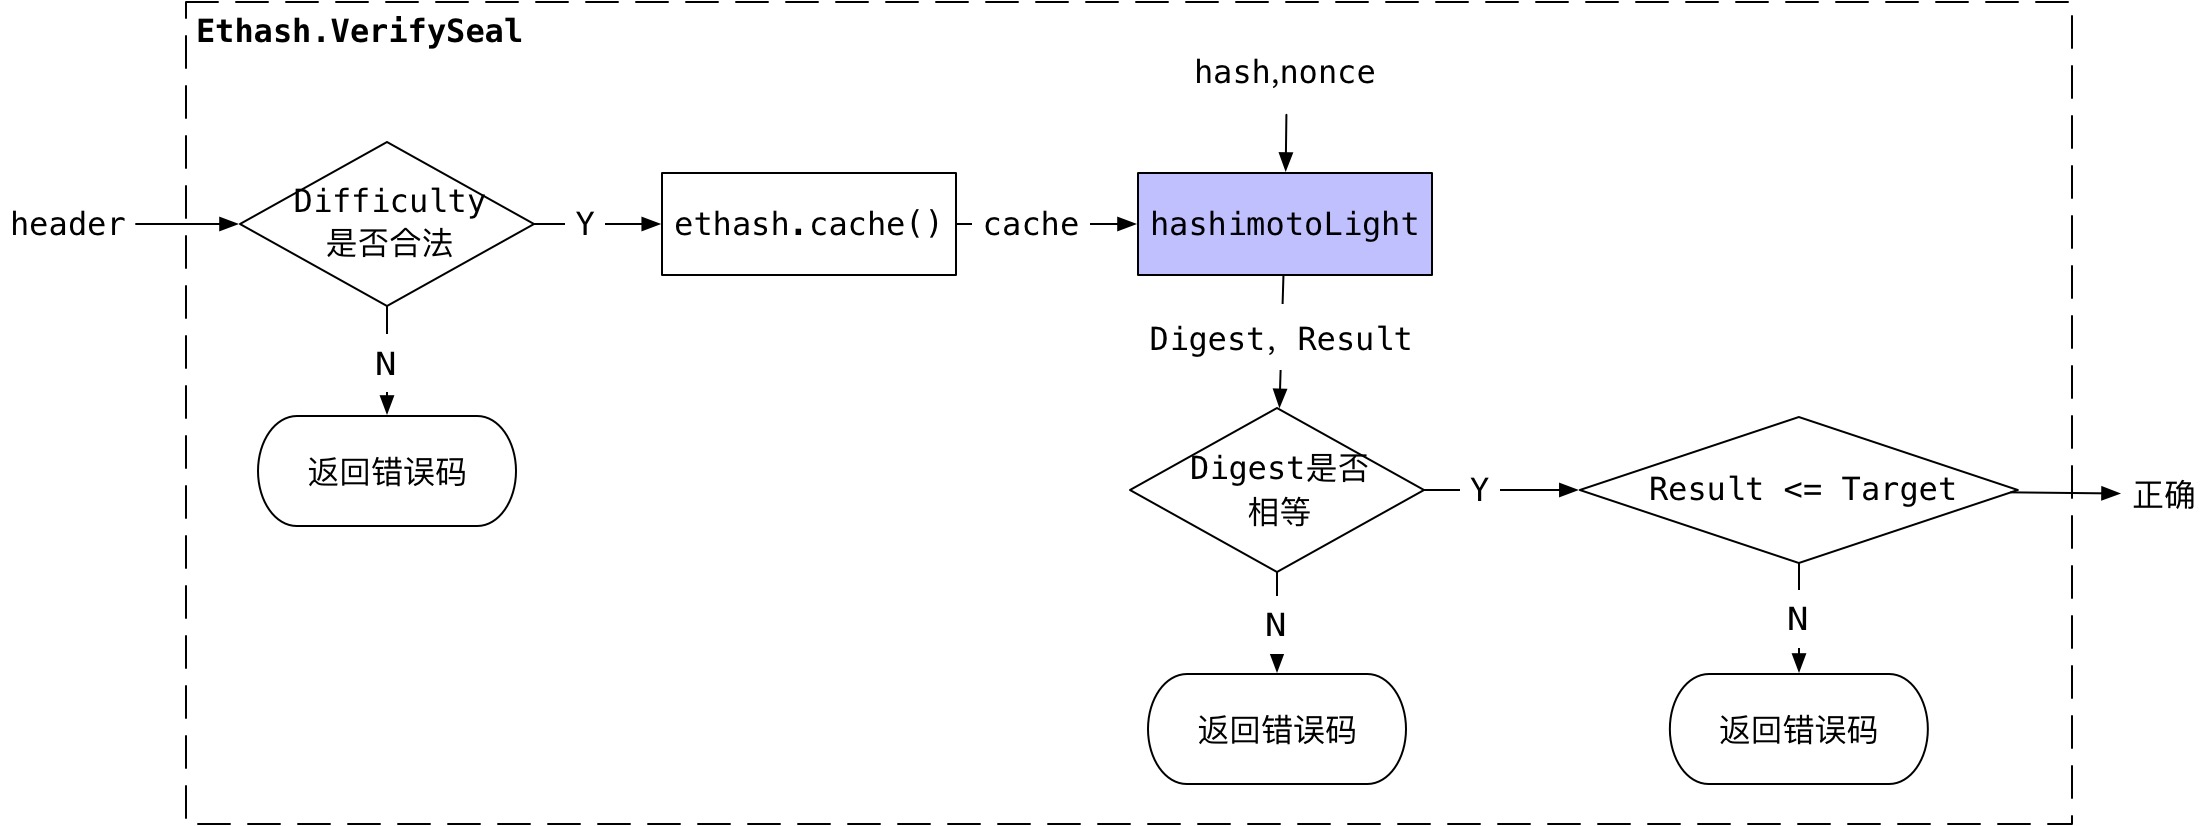 Ethash.VerifySeal
hash,nonce
header
Difficulty
是否合法
Y
ethash.cache()
cache
hashimotoLight
N
Digest, Result
返回错误码
Digest是否
相等
Y
Result <= Target
正确
N
N
返回错误码
返回错误码